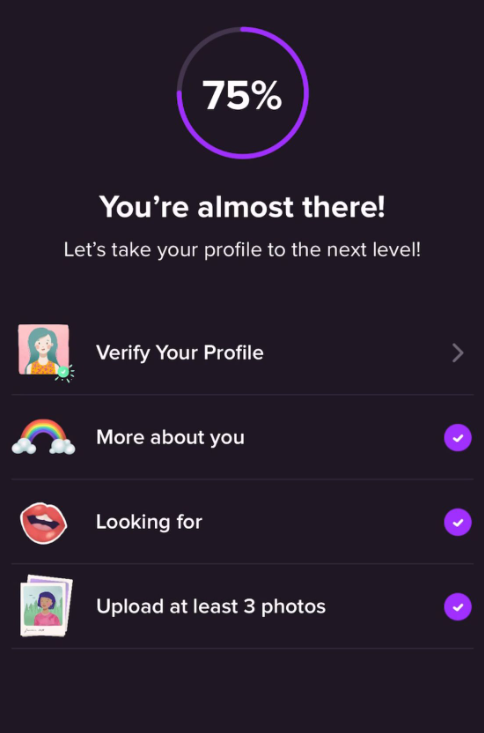 75%
You’re almost there!
Let’s take your profile to the next level!
Verify Your Profile
More about you
Looking for
Upload at least 3 photos